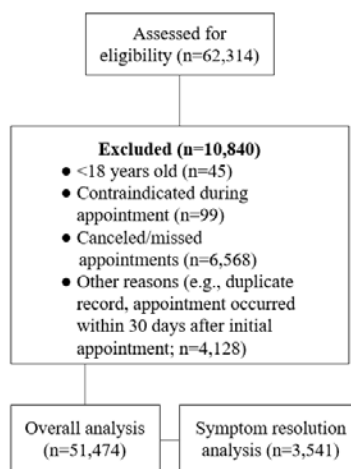 Assessed for
eligibility (n=62,314)
Excluded (n=10,840)
● <18 years old (n=45)
● Contraindicated during
appointment (n=99)
● Canceled/missed
appointments (n=6,568)
● Other reasons (e.g., duplicate
record, appointment occurred
within 30 days after initial
appointment; n=4,128)
Overall analysis
(n=51,474)
Symptom resolution
analysis (n=3,541)